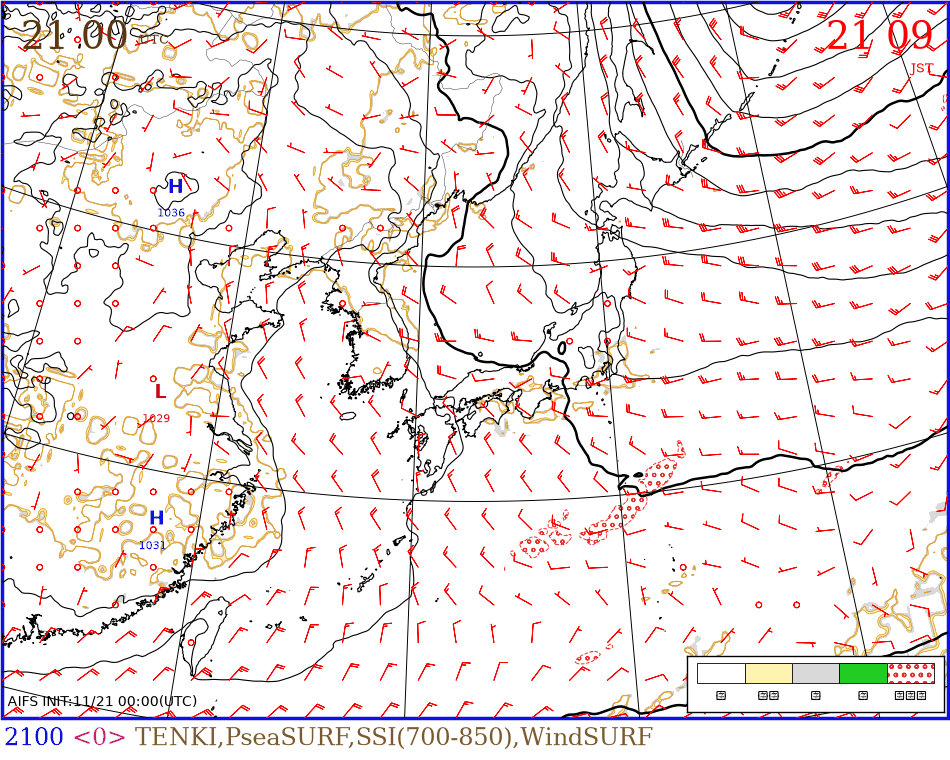 21 00 21 09
JST
H
1036
L
1029
H
1031
AIFS INIT:11/21 00:00(UTC)
2100 <0> TENKI,PseaSURF,SSI(700-850),WindSURF